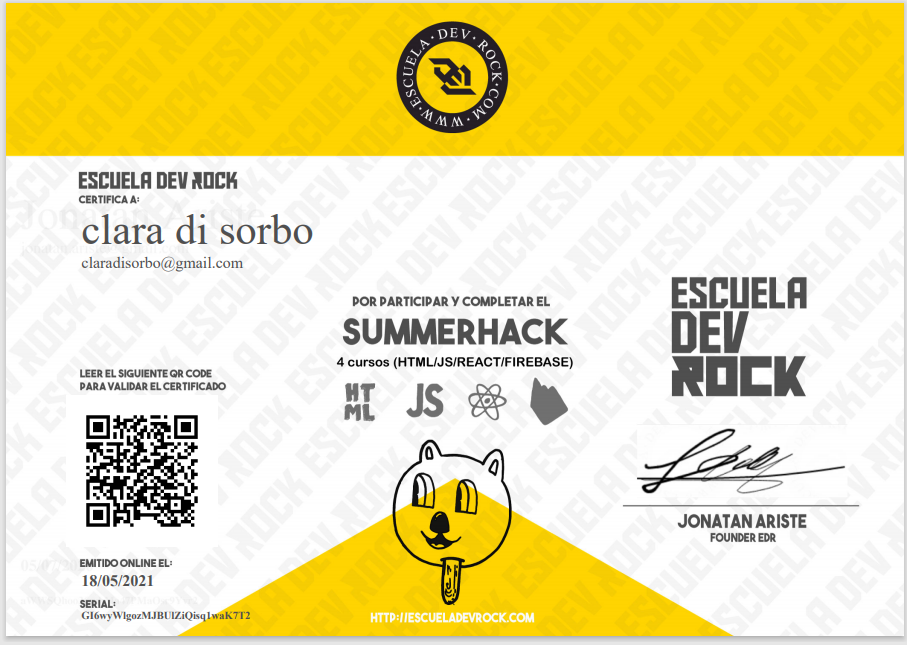 WWW·ESCUELA·DEV·ROCK·COM
ESCUELA DEV ROCK
CERTIFICA A:
clara di sorbo
claradisorbo@gmail.com
POR PARTICIPAR Y COMPLETAR EL
SUMMERHACK
4 cursos (HTML/JS/REACT/FIREBASE)
HT
ML
JS
ESCUELA
DEV
ROCK
LEER EL SIGUIENTE QR CODE
PARA VALIDAR EL CERTIFICADO
JONATAN ARISTE
FOUNDER EDR
EMITIDO ONLINE EL:
18/05/2021
SERIAL:
GI6wyWlgozMJBUlZiQisq1waK7T2
HTTP://ESCUELADEVROCK.COM